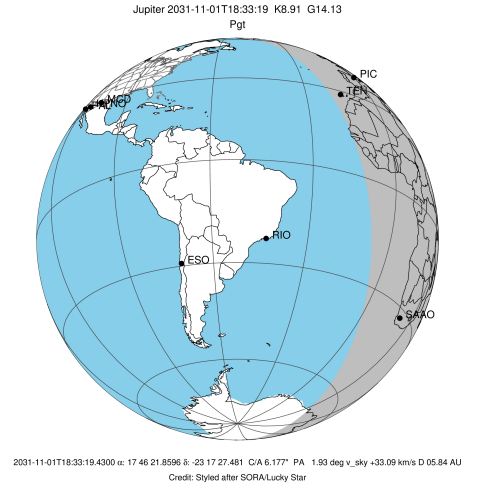 Jupiter 2031-11-01T18:33:19 K8.91 G14.13
Pgt
PIC
TEN
MCD
RIO
ESO
SAAO
2031-11-01T18:33:19.4300 α: 17 46 21.8596 δ: -23 17 27.481 C/A 6.177" PA 1.93 deg v_sky +33.09 km/s D 05.84 AU
Credit: Styled after SORA/Lucky Star